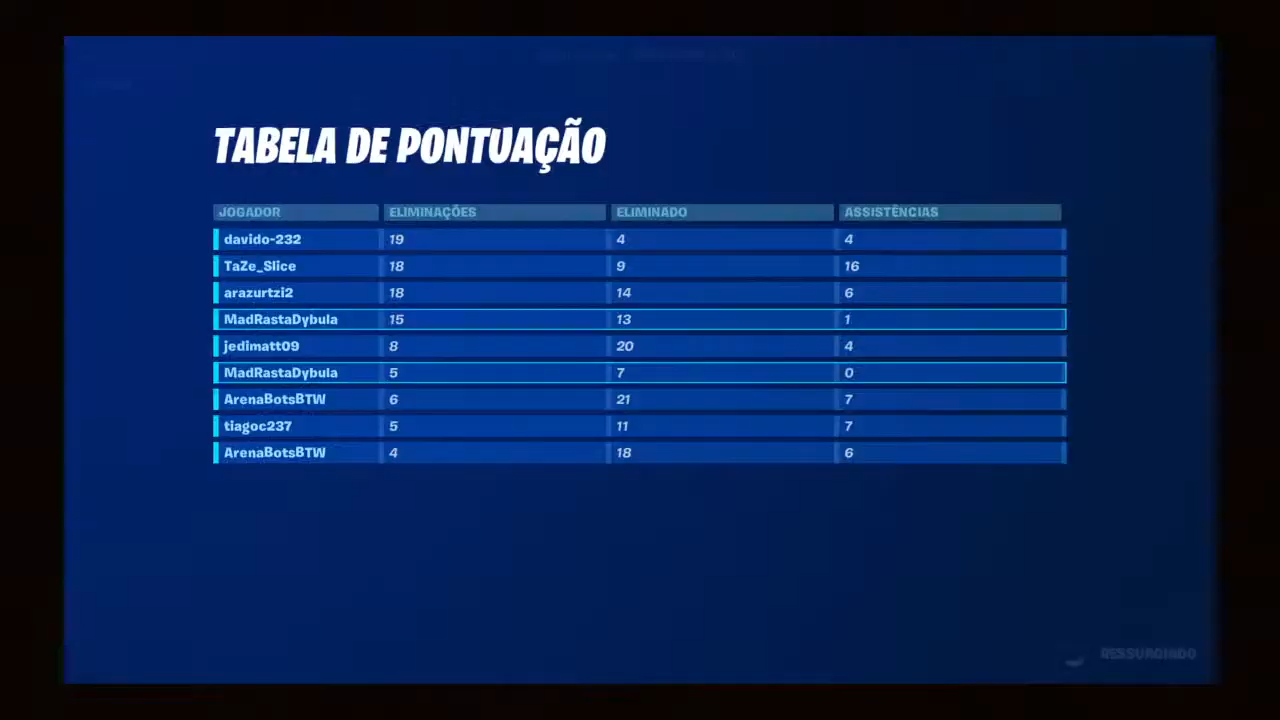 TABELA DE PONTUAÇÃO
JOGADOR ELIMINAÇÕES ELIMINADO ASSISTÊNCIAS
davido-232 19 4 4
TaZe_Slice 18 9 16
arazurtzi2 18 14 6
MadRastaDybula 15 13 1
jedimatt09 8 20 4
MadRastaDybula 5 7 0
ArenaBotsBTW 6 21 7
tiagoc237 5 11 7
ArenaBotsBTW 4 18 6
RESSURGINDO